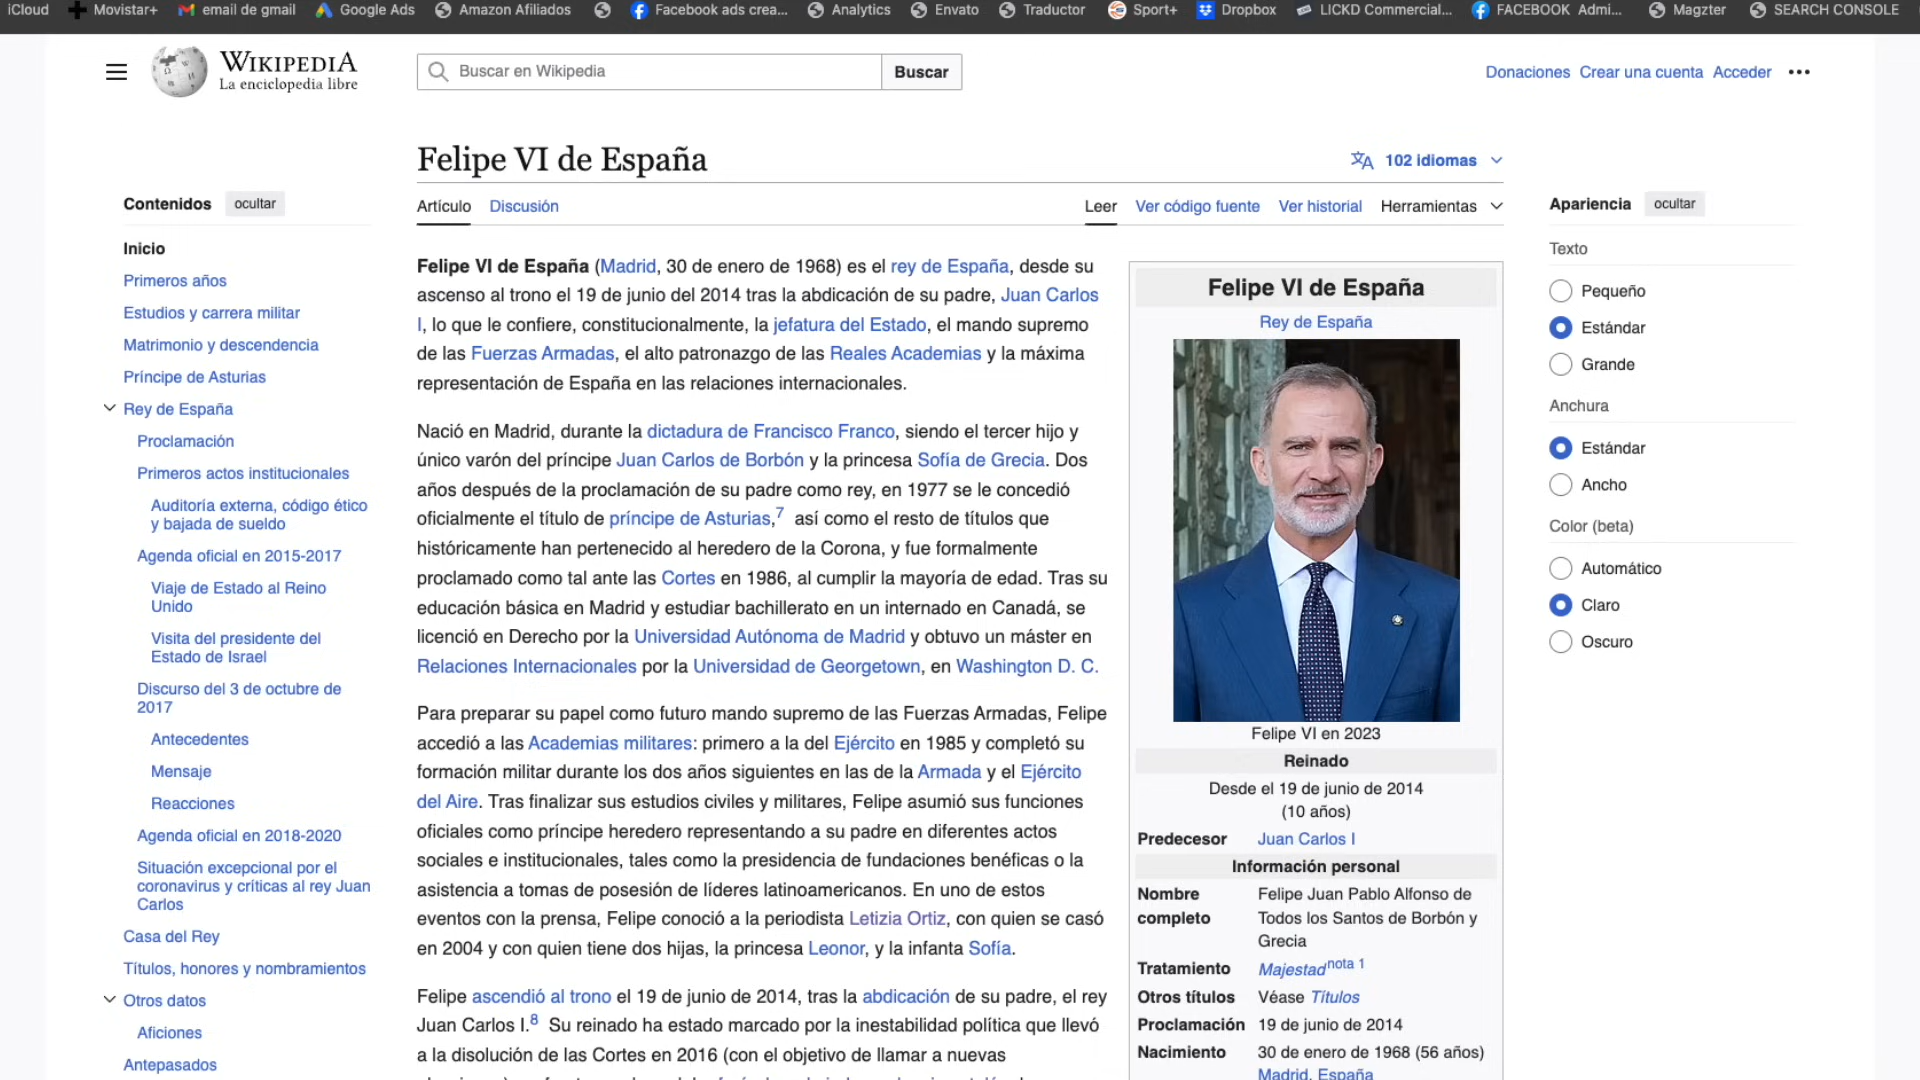 iCloud Movistar+ email de gmail Google Ads Amazon Afiliados Facebook ads crea... Analytics Envato Traductor Sport+ Dropbox LICKD Commercial... FACEBOOK Admi... Magzter SEARCH CONSOLE
WIKIPEDIA
La enciclopedia libre
Buscar en Wikipedia
Buscar
Donaciones Crear una cuenta Acceder
Felipe VI de España
102 idiomas
Artículo Discusión
Leer Ver código fuente Ver historial Herramientas
Contenidos ocultar
Inicio
Primeros años
Estudios y carrera militar
Matrimonio y descendencia
Príncipe de Asturias
Rey de España
Proclamación
Primeros actos institucionales
Auditoría externa, código ético
y bajada de sueldo
Agenda oficial en 2015-2017
Viaje de Estado al Reino
Unido
Visita del presidente del
Estado de Israel
Discurso del 3 de octubre de
2017
Antecedentes
Mensaje
Reacciones
Agenda oficial en 2018-2020
Situación excepcional por el
coronavirus y críticas al rey Juan
Carlos
Casa del Rey
Títulos, honores y nombramientos
Otros datos
Aficiones
Antepasados
Felipe VI de España (Madrid, 30 de enero de 1968) es el rey de España, desde su
ascenso al trono el 19 de junio del 2014 tras la abdicación de su padre, Juan Carlos
I, lo que le confiere, constitucionalmente, la jefatura del Estado, el mando supremo
de las Fuerzas Armadas, el alto patronazgo de las Reales Academias y la máxima
representación de España en las relaciones internacionales.
Nació en Madrid, durante la dictadura de Francisco Franco, siendo el tercer hijo y
único varón del príncipe Juan Carlos de Borbón y la princesa Sofía de Grecia. Dos
años después de la proclamación de su padre como rey, en 1977 se le concedió
oficialmente el título de príncipe de Asturias,7 así como el resto de títulos que
históricamente han pertenecido al heredero de la Corona, y fue formalmente
proclamado como tal ante las Cortes en 1986, al cumplir la mayoría de edad. Tras su
educación básica en Madrid y estudiar bachillerato en un internado en Canadá, se
licenció en Derecho por la Universidad Autónoma de Madrid y obtuvo un máster en
Relaciones Internacionales por la Universidad de Georgetown, en Washington D. C.
Para preparar su papel como futuro mando supremo de las Fuerzas Armadas, Felipe
accedió a las Academias militares: primero a la del Ejército en 1985 y completó su
formación militar durante los dos años siguientes en las de la Armada y el Ejército
del Aire. Tras finalizar sus estudios civiles y militares, Felipe asumió sus funciones
oficiales como príncipe heredero representando a su padre en diferentes actos
sociales e institucionales, tales como la presidencia de fundaciones benéficas o la
asistencia a tomas de posesión de líderes latinoamericanos. En uno de estos
eventos con la prensa, Felipe conoció a la periodista Letizia Ortiz, con quien se casó
en 2004 y con quien tiene dos hijas, la princesa Leonor, y la infanta Sofía.
Felipe ascendió al trono el 19 de junio de 2014, tras la abdicación de su padre, el rey
Juan Carlos I.8 Su reinado ha estado marcado por la inestabilidad política que llevó
a la disolución de las Cortes en 2016 (con el objetivo de llamar a nuevas
Felipe VI de España
Rey de España
Felipe VI en 2023
Reinado
Desde el 19 de junio de 2014
(10 años)
Predecesor Juan Carlos I
Información personal
Nombre completo Felipe Juan Pablo Alfonso de
Todos los Santos de Borbón y
Grecia
Tratamiento Majestad nota 1
Otros títulos Véase Títulos
Proclamación 19 de junio de 2014
Nacimiento 30 de enero de 1968 (56 años)
Madrid, España
Apariencia ocultar
Texto
Pequeño
Estándar
Grande
Anchura
Estándar
Ancho
Color (beta)
Automático
Claro
Oscuro